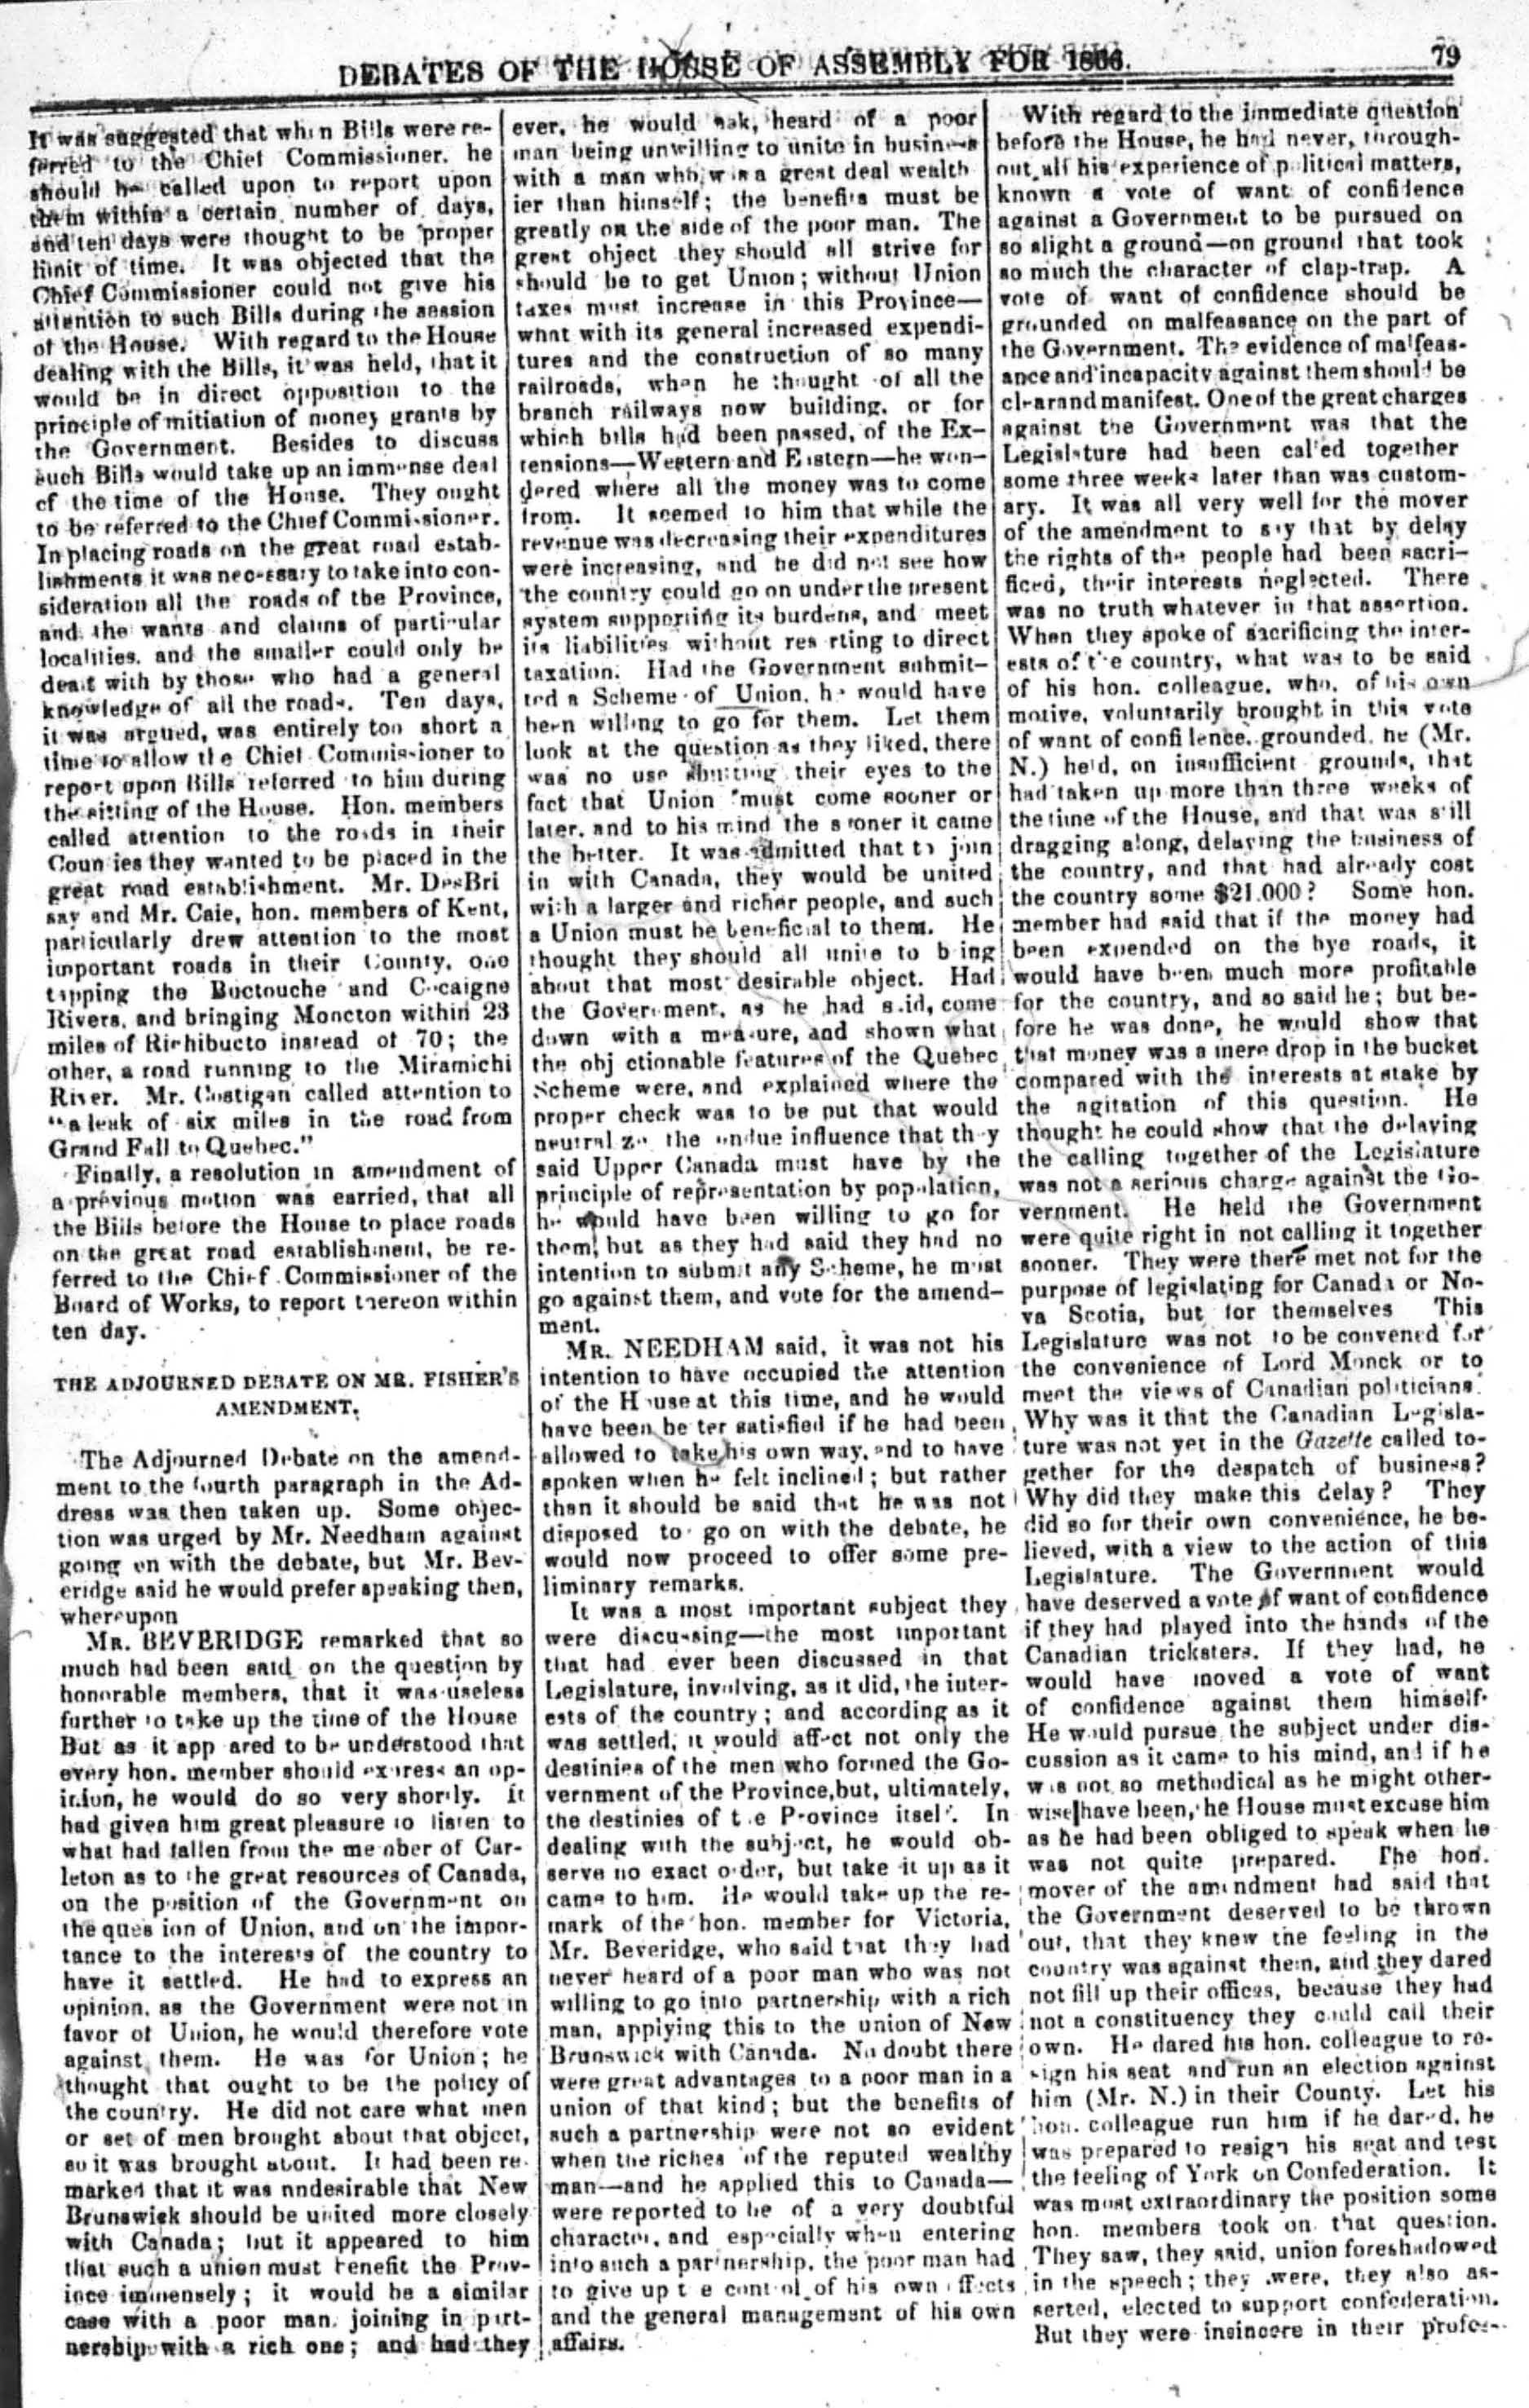 DEBATES OF THE HOUSE OF ASSEMBLY FOR 1866.
79
It was suggested that when Bills were re-
ferred to the Chief Commissioner, he
should be called upon to report upon
them within a certain number of days,
and ten days were thought to be proper
limit of time. It was objected that the
Chief Commissioner could not give his
attention to such Bills during the session
of the House. With regard to the House
dealing with the Bills, it was held, that it
would be in direct opposition to the
principle of initiation of money grants by
the Government. Besides to discuss
such Bills would take up an immense deal
of the time of the House. They ought
to be referred to the Chief Commissioner.
In placing roads on the great road estab-
lishments it was necessary to take into con-
sideration all the roads of the Province,
and the wants and claims of particular
localities, and the smaller could only be
dealt with by those who had a general
knowledge of all the roads. Ten days,
it was argued, was entirely too short a
time to allow the Chief Commissioner to
report upon Bills referred to him during
the sitting of the House. Hon. members
called attention to the roads in their
Counties they wanted to be placed in the
great road establishment. Mr. DesBri
say and Mr. Caie, hon. members of Kent,
particularly drew attention to the most
important roads in their County, one
tapping the Buctouche and Cocaigne
Rivers, and bringing Moncton within 23
miles of Richibucto instead of 70; the
other, a road running to the Miramichi
River. Mr. Costigan called attention to
"a leak of six miles in the road from
Grand Fall to Quebec."
Finally, a resolution in amendment of
a previous motion was carried, that all
the Bills before the House to place roads
on the great road establishment, be re-
ferred to the Chief Commissioner of the
Board of Works, to report thereon within
ten day.
THE ADJOURNED DEBATE ON MR. FISHER'S
AMENDMENT.
The Adjourned Debate on the amend-
ment to the fourth paragraph in the Ad-
dress was then taken up. Some objec-
tion was urged by Mr. Needham against
going on with the debate, but Mr. Bev-
eridge said he would prefer speaking then,
whereupon
MR. BEVERIDGE remarked that so
much had been said on the question by
honorable members, that it was useless
further to take up the time of the House
But as it appeared to be understood that
every hon. member should express an op-
inion, he would do so very shortly. It
had given him great pleasure to listen to
what had fallen from the member of Car-
leton as to the great resources of Canada,
on the position of the Government on
the question of Union, and on the impor-
tance to the interests of the country to
have it settled. He had to express an
opinion, as the Government were not in
favor of Union, he would therefore vote
against them. He was for Union; he
thought that ought to be the policy of
the country. He did not care what men
or set of men brought about that object,
so it was brought about. It had been re-
marked that it was nndesirable that New
Brunswick should be united more closely
with Canada; but it appeared to him
that such a union must benefit the Prov-
ince immensely; it would be a similar
case with a poor man joining in part-
nership with a rich one; and had they
ever, he would ask, heard of a poor
man being unwilling to unite in business
with a man who was a great deal wealth
ier than himself; the benefits must be
greatly on the side of the poor man. The
great object they should all strive for
should be to get Union; without Union
taxes must increase in this Province—
what with its general increased expendi-
tures and the construction of so many
railroads, when he thought of all the
branch railways now building, or for
which bills had been passed, of the Ex-
tensions—Western and Eastern—he won-
dered where all the money was to come
from. It seemed to him that while the
revenue was decreasing their expenditures
were increasing, and he did not see how
the country could go on under the present
system supporting its burdens, and meet
its liabilities without resorting to direct
taxation. Had the Government submit-
ted a Scheme of Union, he would have
been willing to go for them. Let them
look at the question as they liked, there
was no use shutting their eyes to the
fact that Union must come sooner or
later, and to his mind the sooner it came
the better. It was admitted that to join
in with Canada, they would be united
with a larger and richer people, and such
a Union must be beneficial to them. He
thought they should all unite to bring
about that most desirable object. Had
the Government, as he had said, come
down with a measure, and shown what
the objectionable features of the Quebec
Scheme were, and explained where the
proper check was to be put that would
neutralize the undue influence that they
said Upper Canada must have by the
principle of representation by population,
he would have been willing to go for
them, but as they had said they had no
intention to submit any Scheme, he must
go against them, and vote for the amend-
ment.
MR. NEEDHAM said, it was not his
intention to have occupied the attention
of the House at this time, and he would
have been better satisfied if he had been
allowed to take his own way, and to have
spoken when he felt inclined; but rather
than it should be said that he was not
disposed to go on with the debate, he
would now proceed to offer some pre-
liminary remarks.
It was a most important subject they
were discussing—the most important
that had ever been discussed in that
Legislature, involving, as it did, the inter-
ests of the country; and according as it
was settled, it would affect not only the
destinies of the men who formed the Go-
vernment of the Province, but, ultimately,
the destinies of the Province itself. In
dealing with the subject, he would ob-
serve no exact order, but take it up as it
came to him. He would take up the re-
mark of the hon. member for Victoria,
Mr. Beveridge, who said that they had
never heard of a poor man who was not
willing to go into partnership with a rich
man, applying this to the union of New
Brunswick with Canada. No doubt there
were great advantages to a poor man in a
union of that kind; but the benefits of
such a partnership were not so evident
when the riches of the reputed wealthy
man—and he applied this to Canada—
were reported to be of a very doubtful
character, and especially when entering
into such a partnership, the poor man had
to give up the control of his own effects
and the general management of his own
affairs.
With regard to the immediate question
before the House, he had never, through-
out all his experience of political matters,
known a vote of want of confidence
against a Government to be pursued on
so slight a ground—on ground that took
so much the character of clap-trap. A
vote of want of confidence should be
grounded on malfeasance on the part of
the Government. The evidence of malfeas-
ance and incapacity against them should be
clear and manifest. One of the great charges
against the Government was that the
Legislature had been called together
some three weeks later than was custom-
ary. It was all very well for the mover
of the amendment to say that by delay
the rights of the people had been sacri-
ficed, their interests neglected. There
was no truth whatever in that assertion.
When they spoke of sacrificing the inter-
ests of the country, what was to be said
of his hon. colleague, who, of his own
motive, voluntarily brought in this vote
of want of confidence, grounded, he (Mr.
N.) held, on insufficient grounds, that
had taken up more than three weeks of
the time of the House, and that was still
dragging along, delaying the business of
the country, and that had already cost
the country some $21.000? Some hon.
member had said that if the money had
been expended on the bye roads, it
would have been much more profitable
for the country, and so said he; but be-
fore he was done, he would show that
that money was a mere drop in the bucket
compared with the interests at stake by
the agitation of this question. He
thought he could show that the delaying
the calling together of the Legislature
was not a serious charge against the Go-
vernment. He held the Government
were quite right in not calling it together
sooner. They were there met not for the
purpose of legislating for Canada or No-
va Scotia, but for themselves This
Legislature was not to be convened for
the convenience of Lord Monck or to
meet the views of Canadian politicians.
Why was it that the Canadian Legisla-
ture was not yet in the Gazette called to-
gether for the despatch of business?
Why did they make this delay? They
did so for their own convenience, he be-
lieved, with a view to the action of this
Legislature. The Government would
have deserved a vote of want of confidence
if they had played into the hands of the
Canadian tricksters. If they had, he
would have moved a vote of want
of confidence against them himself.
He would pursue the subject under dis-
cussion as it came to his mind, and if he
was not so methodical as he might other-
wise have been, the House must excuse him
as he had been obliged to speak when he
was not quite prepared. The hon.
mover of the amendment had said that
the Government deserved to be thrown
out, that they knew the feeling in the
country was against them, and they dared
not fill up their offices, because they had
not a constituency they could call their
own. He dared his hon. colleague to re-
sign his seat and run an election against
him (Mr. N.) in their County. Let his
hon. colleague run him if he dared, he
was prepared to resign his seat and test
the feeling of York on Confederation. It
was most extraordinary the position some
hon. members took on that question.
They saw, they said, union foreshadowed
in the speech; they were, they also as-
serted, elected to support confederation.
But they were insincere in their profes-